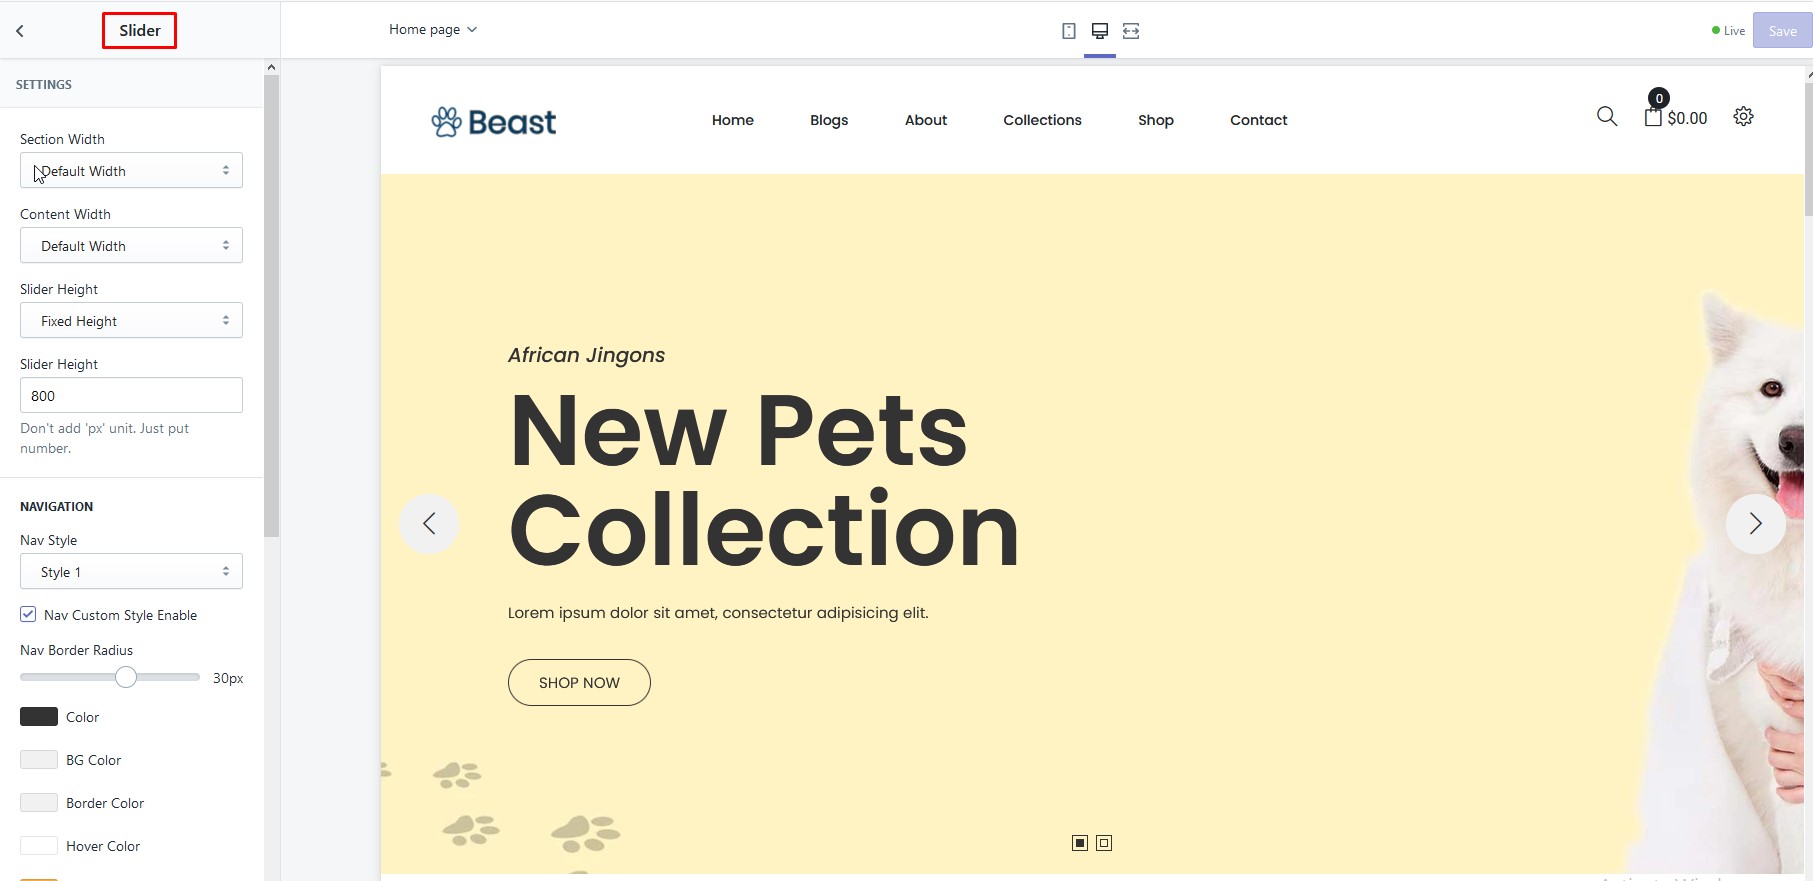 Slider
SETTINGS
Section Width
Default Width
Content Width
Default Width
Slider Height
Fixed Height
Slider Height
800
Don't add 'px' unit. Just put
number.
NAVIGATION
Nav Style
Style 1
Nav Custom Style Enable
Nav Border Radius
30px
Color
BG Color
Border Color
Hover Color
Home page
Live
Save
Beast
Home
Blogs
About
Collections
Shop
Contact
0
$0.00
African Jingons
New Pets
Collection
Lorem ipsum dolor sit amet, consectetur adipisicing elit.
SHOP NOW